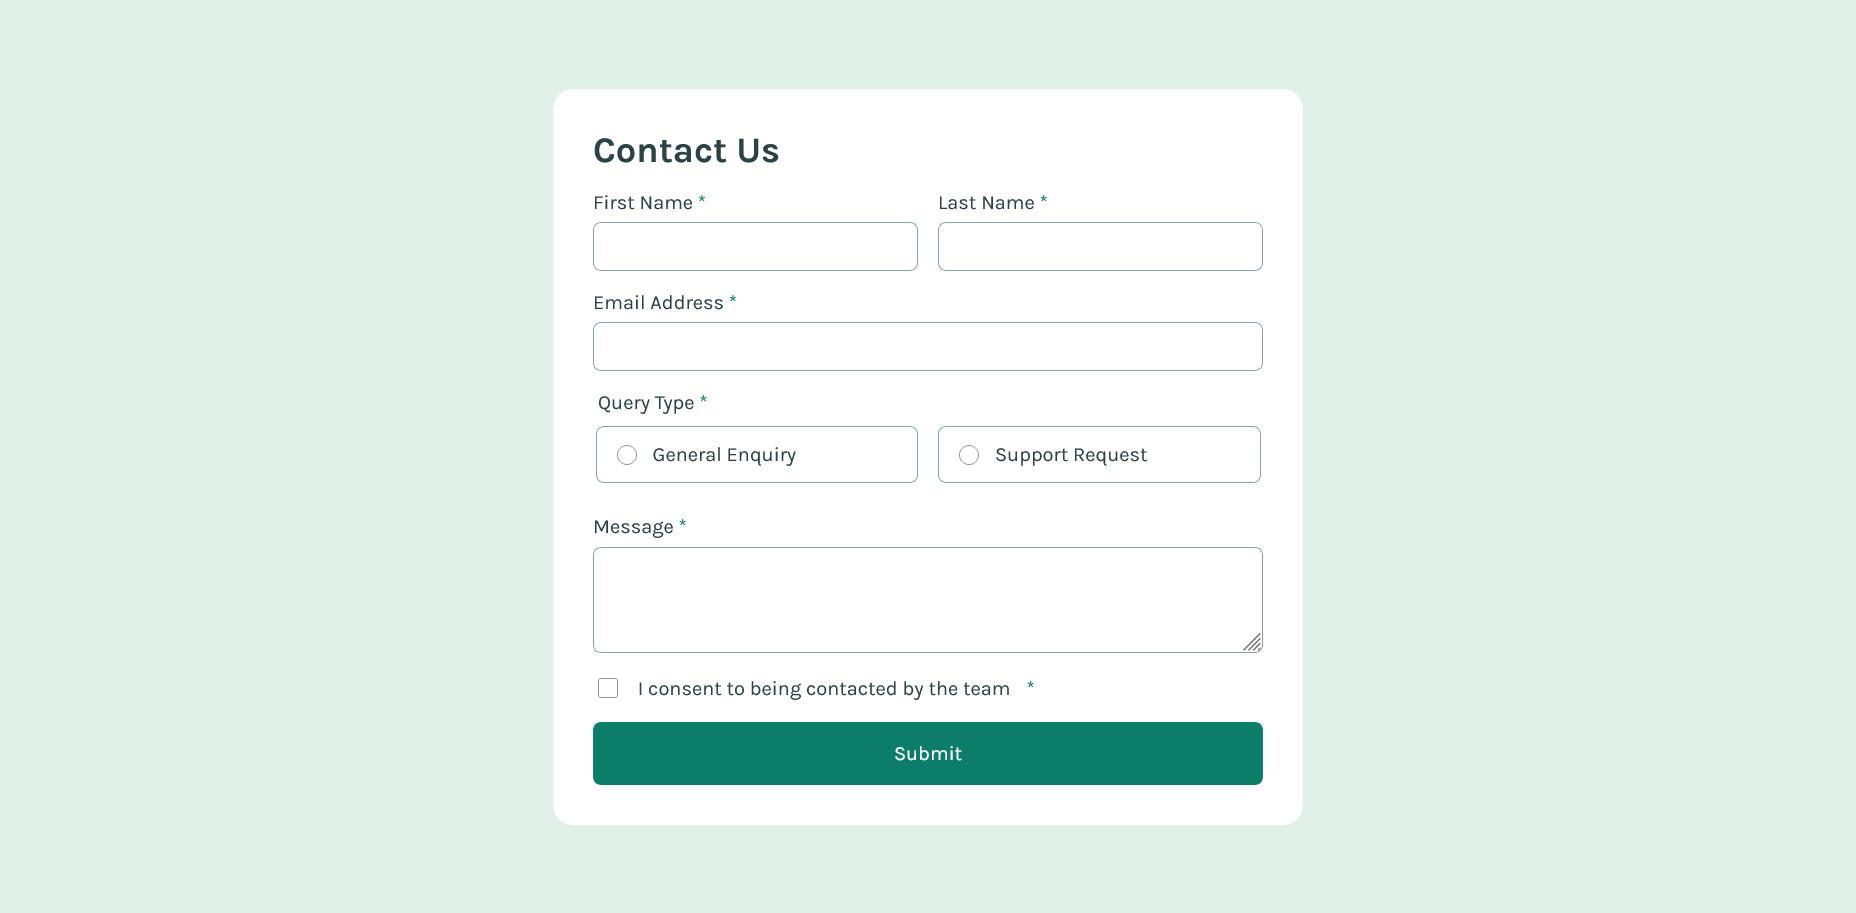 Contact Us
First Name *
Last Name *
Email Address *
Query Type *
General Enquiry
Support Request
Message *
I consent to being contacted by the team *
Submit